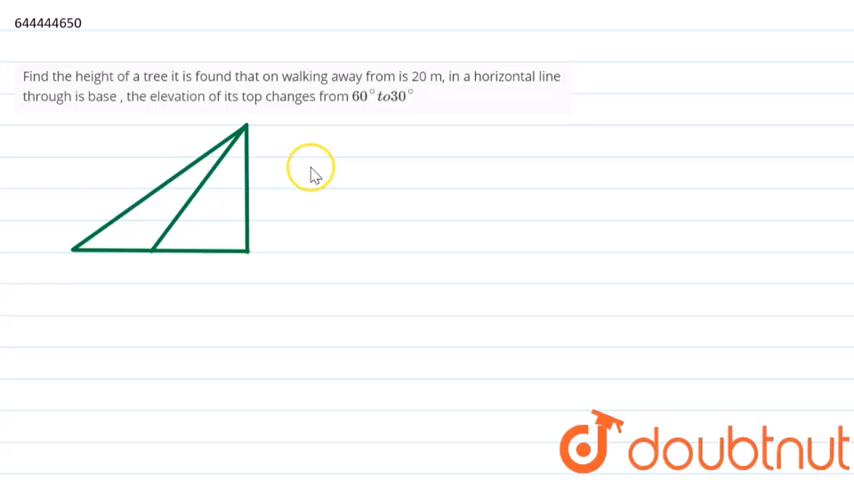 644444650
Find the height of a tree it is found that on walking away from is 20 m, in a horizontal line
through is base , the elevation of its top changes from 60° to30°
doubtnut